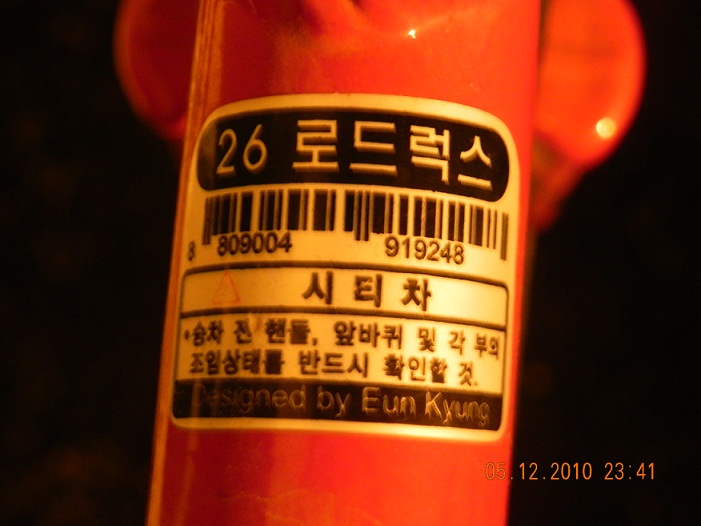 26 로드럭스
8 809004 919248
시티차
•승차 전 핸들, 앞바퀴 및 각 부의
조임상태를 반드시 확인할 것.
Designed by Eun Kyung
05.12.2010 23:41